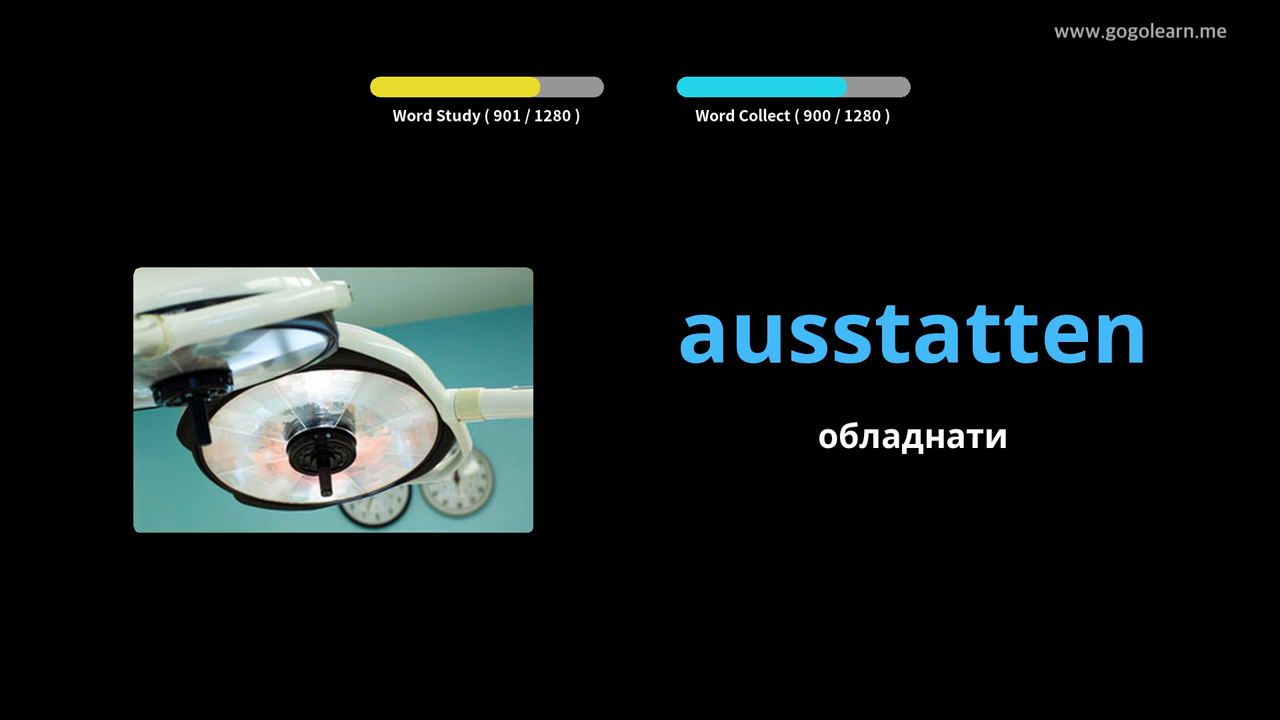 www.gogolearn.me
Word Study ( 901 / 1280 )
Word Collect ( 900 / 1280 )
ausstatten
обладнати